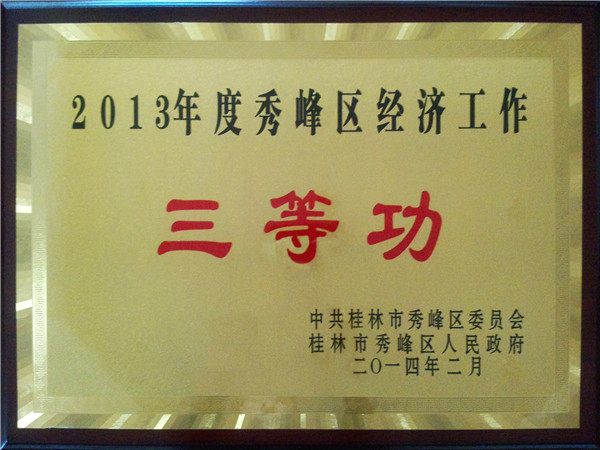 2013年度秀峰区经济工作
三等功
中共桂林市秀峰区委员会
桂林市秀峰区人民政府
二〇一四年二月